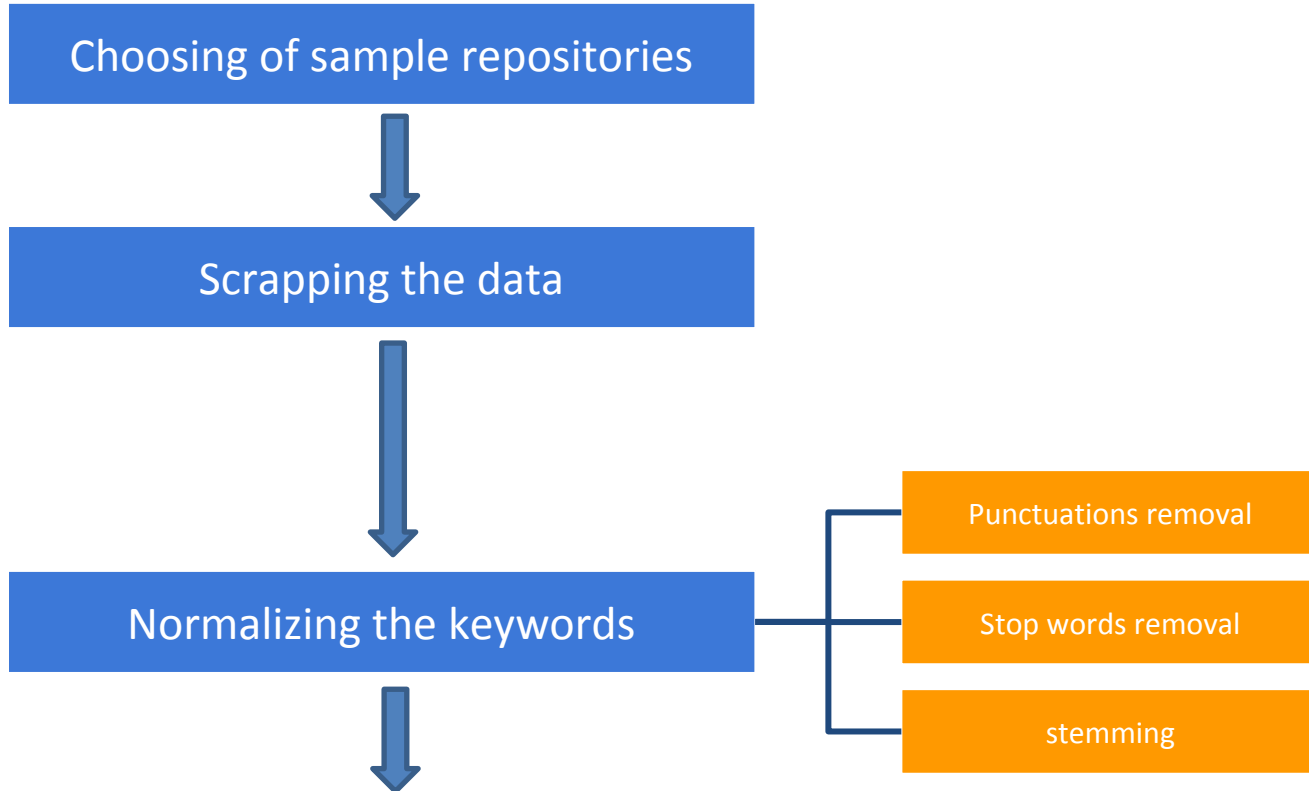 Choosing of sample repositories
Scrapping the data
Normalizing the keywords
Punctuations removal
Stop words removal
stemming